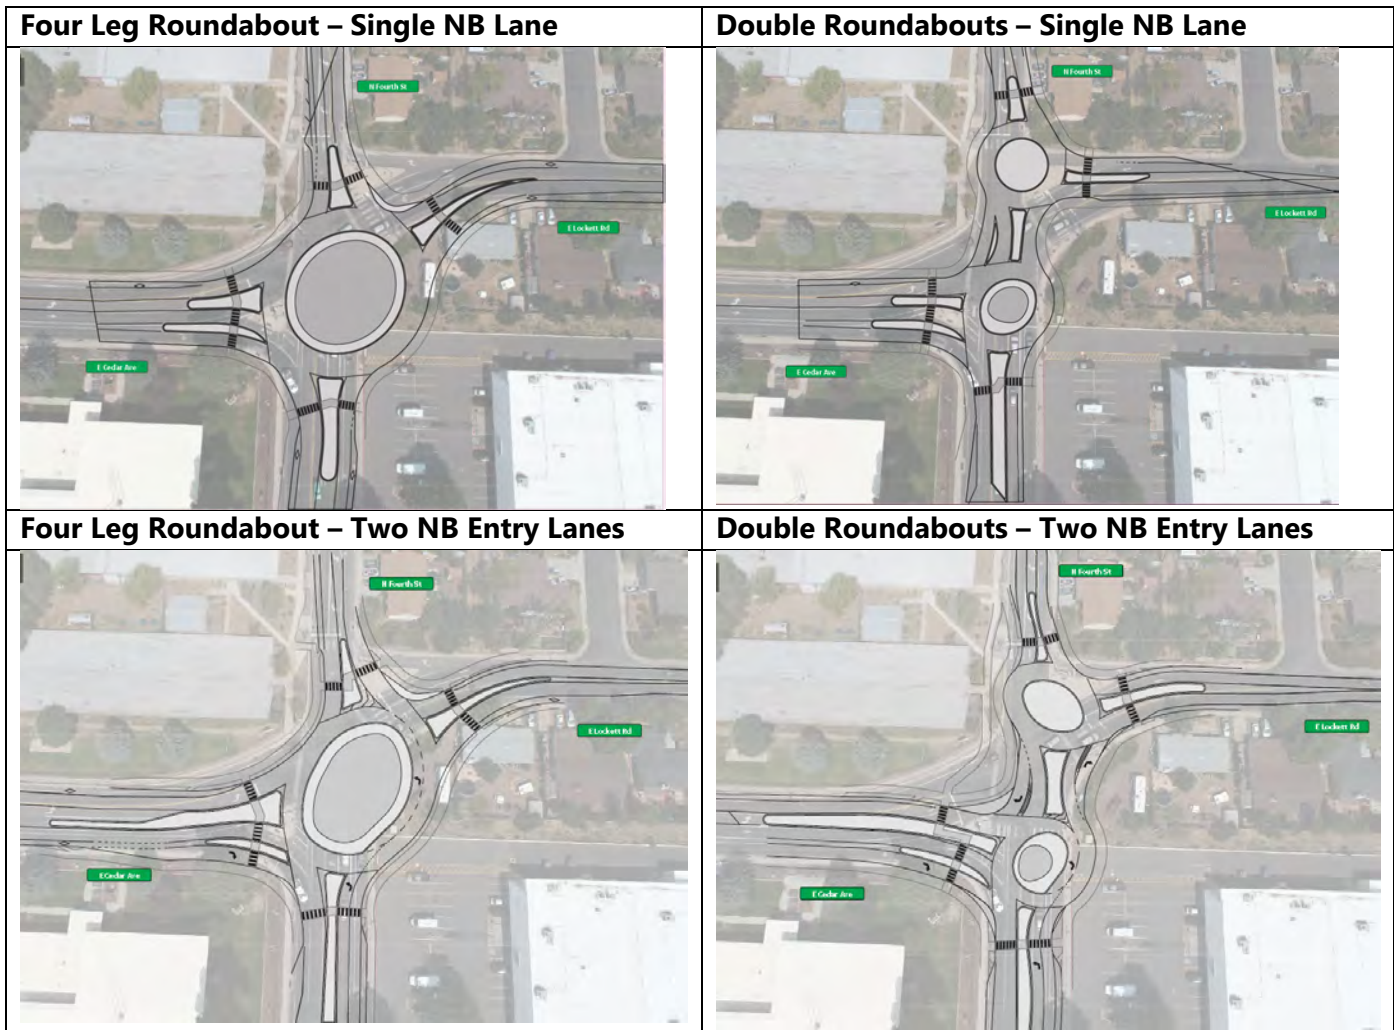 Four Leg Roundabout – Single NB Lane
Double Roundabouts – Single NB Lane
N Fourth St
E Lockett Rd
E Cedar Ave
N Fourth St
E Lockett Rd
E Cedar Ave
Four Leg Roundabout – Two NB Entry Lanes
Double Roundabouts – Two NB Entry Lanes
N Fourth St
E Lockett Rd
E Cedar Ave
N Fourth St
E Lockett Rd
E Cedar Ave